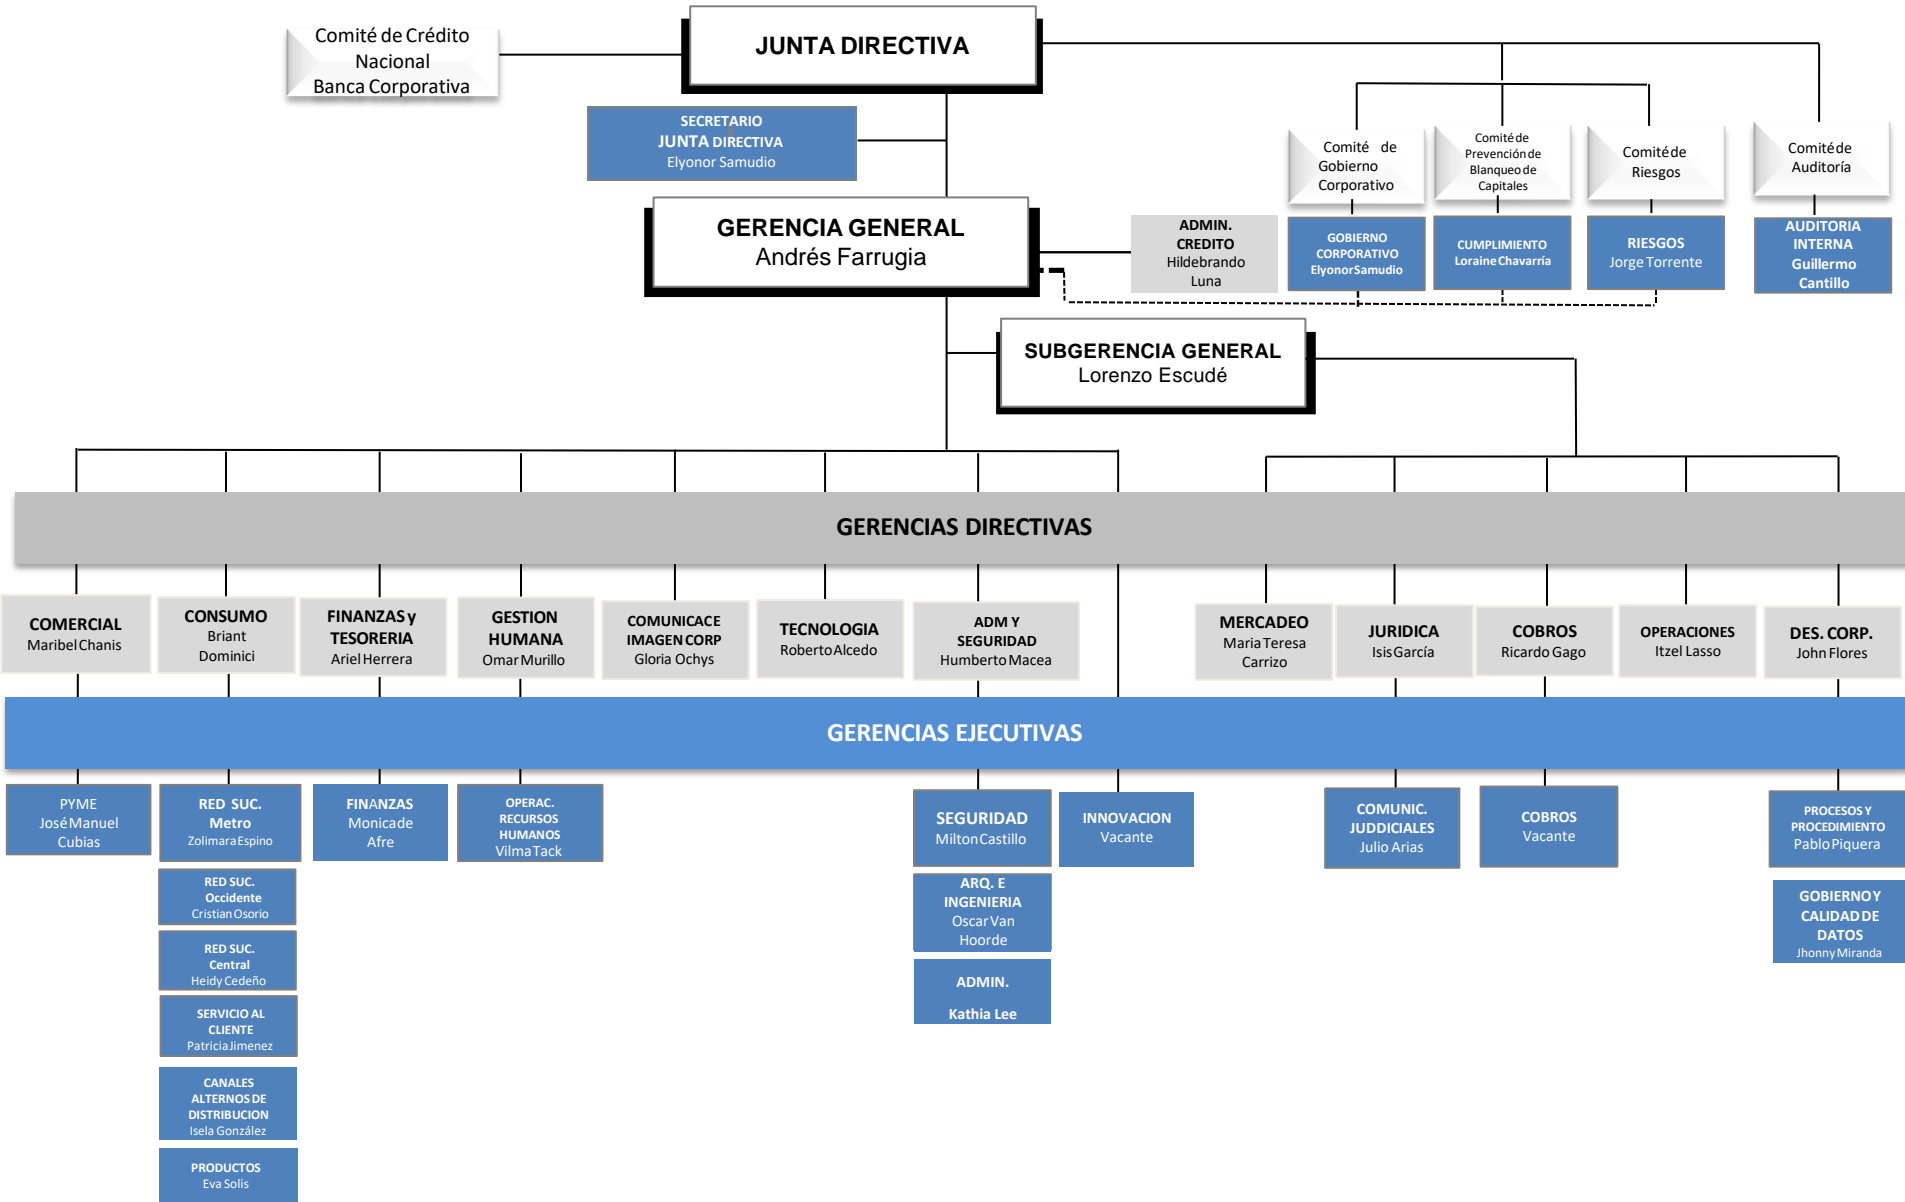 Comité de Crédito
Nacional
Banca Corporativa
JUNTA DIRECTIVA
SECRETARIO
JUNTA DIRECTIVA
Elyonor Samudio
Comité de
Gobierno
Corporativo
Comité de
Prevención de
Blanqueo de
Capitales
Comité de
Riesgos
Comité de
Auditoría
GERENCIA GENERAL
Andrés Farrugia
ADMIN.
CREDITO
Hildebrando
Luna
GOBIERNO
CORPORATIVO
Elyonor Samudio
CUMPLIMIENTO
Loraine Chavarría
RIESGOS
Jorge Torrente
AUDITORIA
INTERNA
Guillermo
Cantillo
SUBGERENCIA GENERAL
Lorenzo Escudé
GERENCIAS DIRECTIVAS
COMERCIAL
Maribel Chanis
CONSUMO
Briant
Dominici
FINANZAS y
TESORERIA
Ariel Herrera
GESTION
HUMANA
Omar Murillo
COMUNICACE
IMAGEN CORP
Gloria Ochys
TECNOLOGIA
Roberto Alcedo
ADM Y
SEGURIDAD
Humberto Macea
MERCADEO
Maria Teresa
Carrizo
JURIDICA
Isis García
COBROS
Ricardo Gago
OPERACIONES
Itzel Lasso
DES. CORP.
John Flores
GERENCIAS EJECUTIVAS
PYME
José Manuel
Cubias
RED SUC.
Metro
Zolimara Espino
FINANZAS
Monica de
Afre
OPERAC.
RECURSOS
HUMANOS
Vilma Tack
SEGURIDAD
Milton Castillo
INNOVACION
Vacante
COMUNIC.
JUDDICIALES
Julio Arias
COBROS
Vacante
PROCESOS Y
PROCEDIMIENTO
Pablo Piquera
RED SUC.
Occidente
Cristian Osorio
ARQ. E
INGENIERIA
Oscar Van
Hoorde
GOBIERNO Y
CALIDAD DE
DATOS
Jhonny Miranda
RED SUC.
Central
Heidy Cedeño
ADMIN.
Kathia Lee
SERVICIO AL
CLIENTE
Patricia Jimenez
CANALES
ALTERNOS DE
DISTRIBUCION
Isela González
PRODUCTOS
Eva Solis